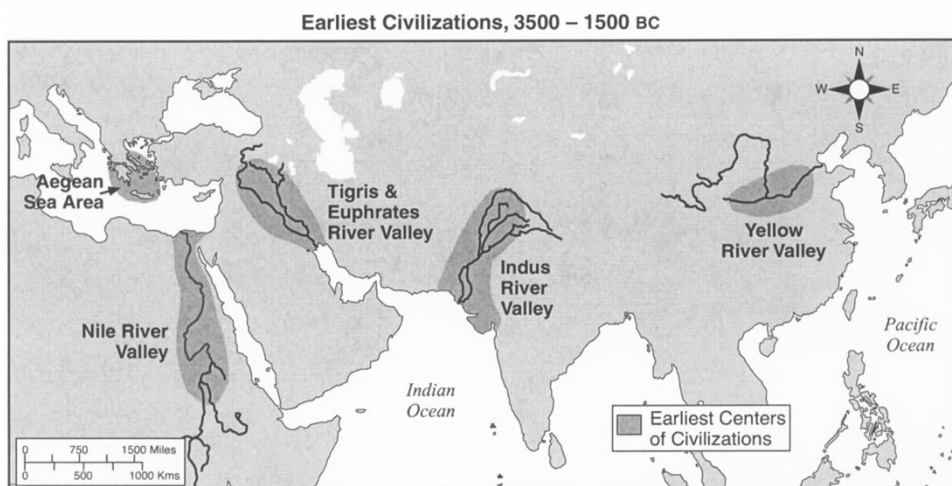 Earliest Civilizations, 3500 – 1500 BC
N
W
E
S
Aegean
Sea Area
Tigris &
Euphrates
River Valley
Yellow
River Valley
Indus
River
Valley
Nile River
Valley
Pacific
Ocean
Indian
Ocean
Earliest Centers
of Civilizations
0 750 1500 Miles
0 500 1000 Kms